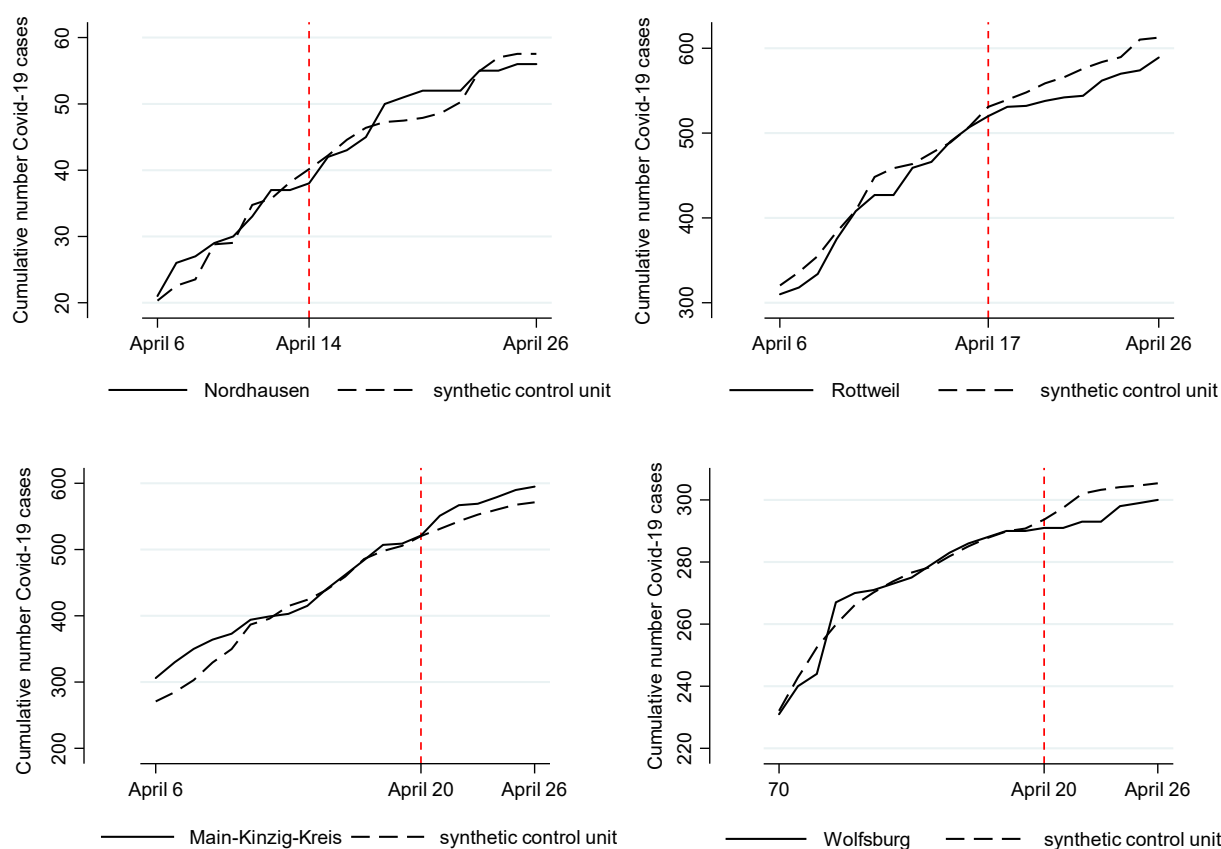 Cumulative number Covid-19 cases
60
50
40
30
20
April 6 April 14 April 26
Nordhausen synthetic control unit
Cumulative number Covid-19 cases
600
500
400
300
April 6 April 17 April 26
Rottweil synthetic control unit
Cumulative number Covid-19 cases
600
500
400
300
200
April 6 April 20 April 26
Main-Kinzig-Kreis synthetic control unit
Cumulative number Covid-19 cases
300
280
260
240
220
70 April 20 April 26
Wolfsburg synthetic control unit